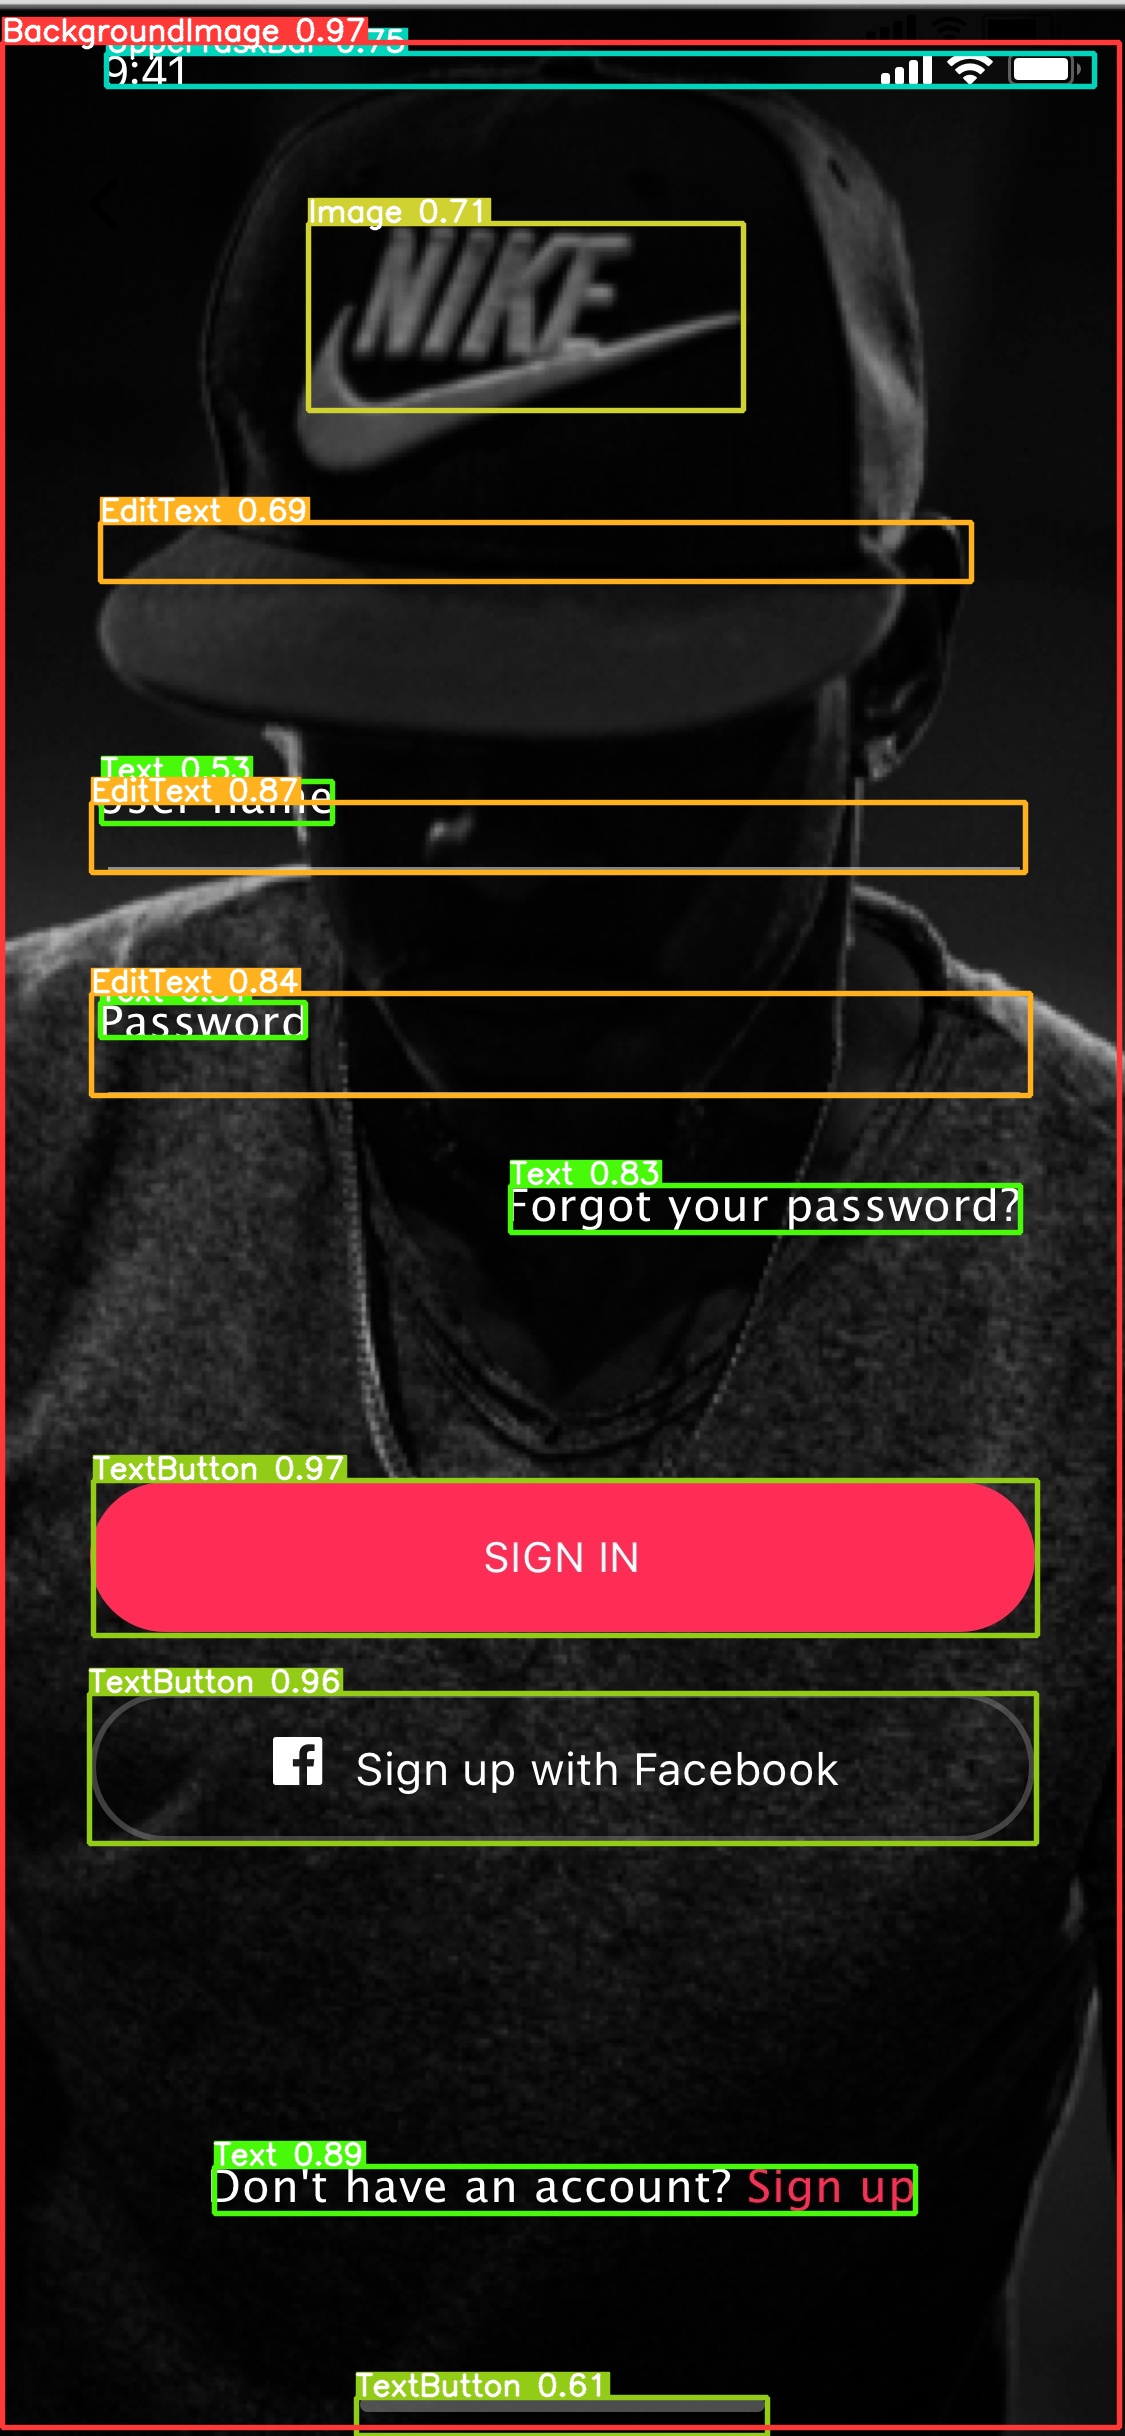 BackgroundImage 0.97
UpperTaskBar 0.75
9:41
Image 0.71
NIKE
EditText 0.69
Text 0.53
EditText 0.87
User name
EditText 0.84
Password
Text 0.83
Forgot your password?
TextButton 0.97
SIGN IN
TextButton 0.96
Sign up with Facebook
Text 0.89
Don't have an account? Sign up
TextButton 0.61